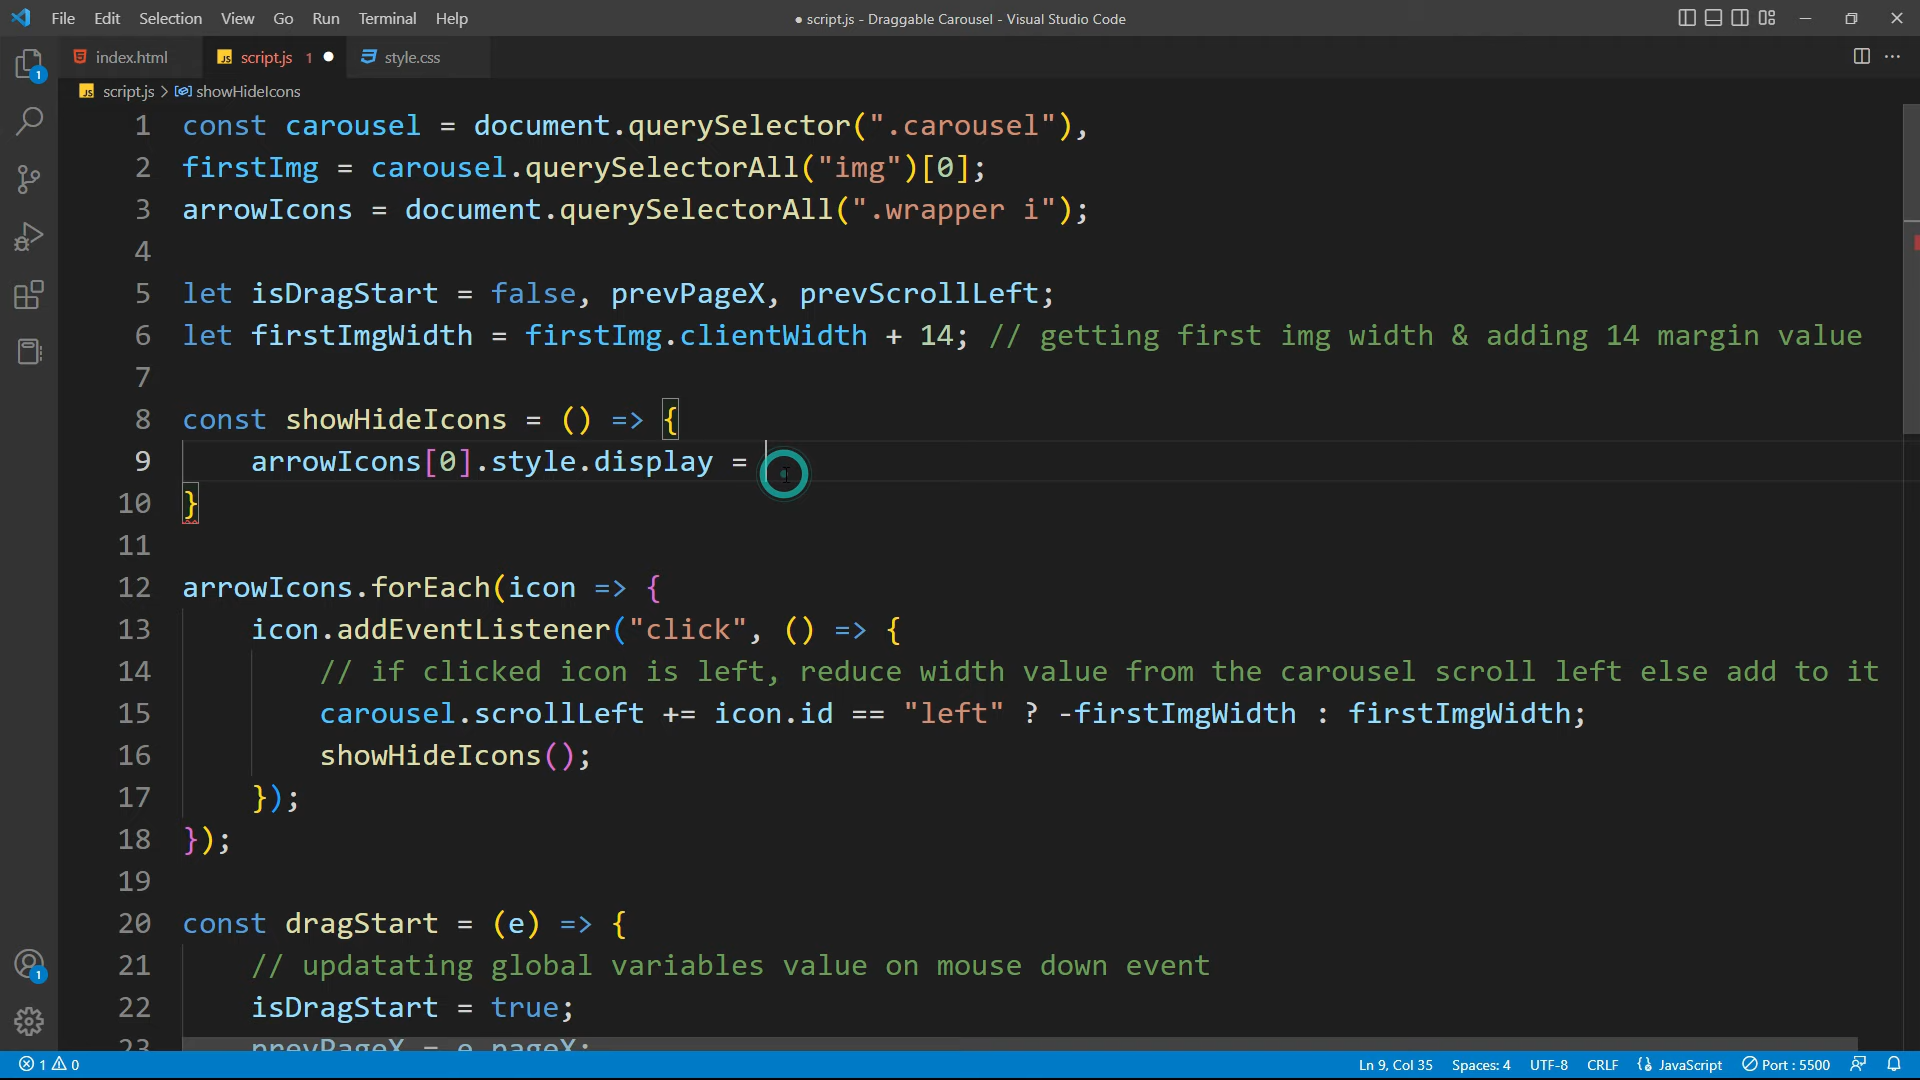 File Edit Selection View Go Run Terminal Help
● script.js - Draggable Carousel - Visual Studio Code
index.html
JS script.js 1 ●
style.css
JS script.js > showHideIcons
1 const carousel = document.querySelector(".carousel"),
2 firstImg = carousel.querySelectorAll("img")[0];
3 arrowIcons = document.querySelectorAll(".wrapper i");
4
5 let isDragStart = false, prevPageX, prevScrollLeft;
6 let firstImgWidth = firstImg.clientWidth + 14; // getting first img width & adding 14 margin value
7
8 const showHideIcons = () => {
9 arrowIcons[0].style.display =
10 }
11
12 arrowIcons.forEach(icon => {
13 icon.addEventListener("click", () => {
14 // if clicked icon is left, reduce width value from the carousel scroll left else add to it
15 carousel.scrollLeft += icon.id == "left" ? -firstImgWidth : firstImgWidth;
16 showHideIcons();
17 });
18 });
19
20 const dragStart = (e) => {
21 // updatating global variables value on mouse down event
22 isDragStart = true;
23 prevPageX = e.pageX;
1
1
1 0
Ln 9, Col 35 Spaces: 4 UTF-8 CRLF {} JavaScript Port : 5500